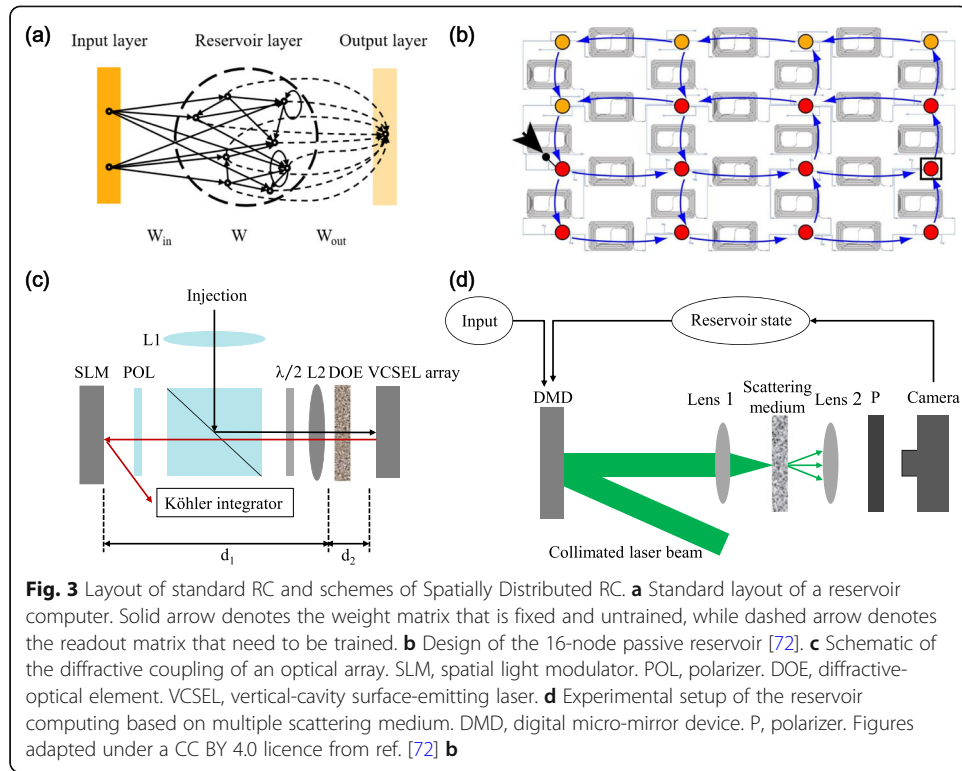 (a)
Input layer
Reservoir layer
Output layer
W_in
W
W_out
(b)
(c)
Injection
L1
SLM
POL
λ/2
L2
DOE
VCSEL array
Köhler integrator
d_1
d_2
(d)
Input
Reservoir state
DMD
Lens 1
Scattering
medium
Lens 2
P
Camera
Collimated laser beam
Fig. 3 Layout of standard RC and schemes of Spatially Distributed RC. a Standard layout of a reservoir
computer. Solid arrow denotes the weight matrix that is fixed and untrained, while dashed arrow denotes
the readout matrix that need to be trained. b Design of the 16-node passive reservoir [72]. c Schematic of
the diffractive coupling of an optical array. SLM, spatial light modulator. POL, polarizer. DOE, diffractive-
optical element. VCSEL, vertical-cavity surface-emitting laser. d Experimental setup of the reservoir
computing based on multiple scattering medium. DMD, digital micro-mirror device. P, polarizer. Figures
adapted under a CC BY 4.0 licence from ref. [72] b